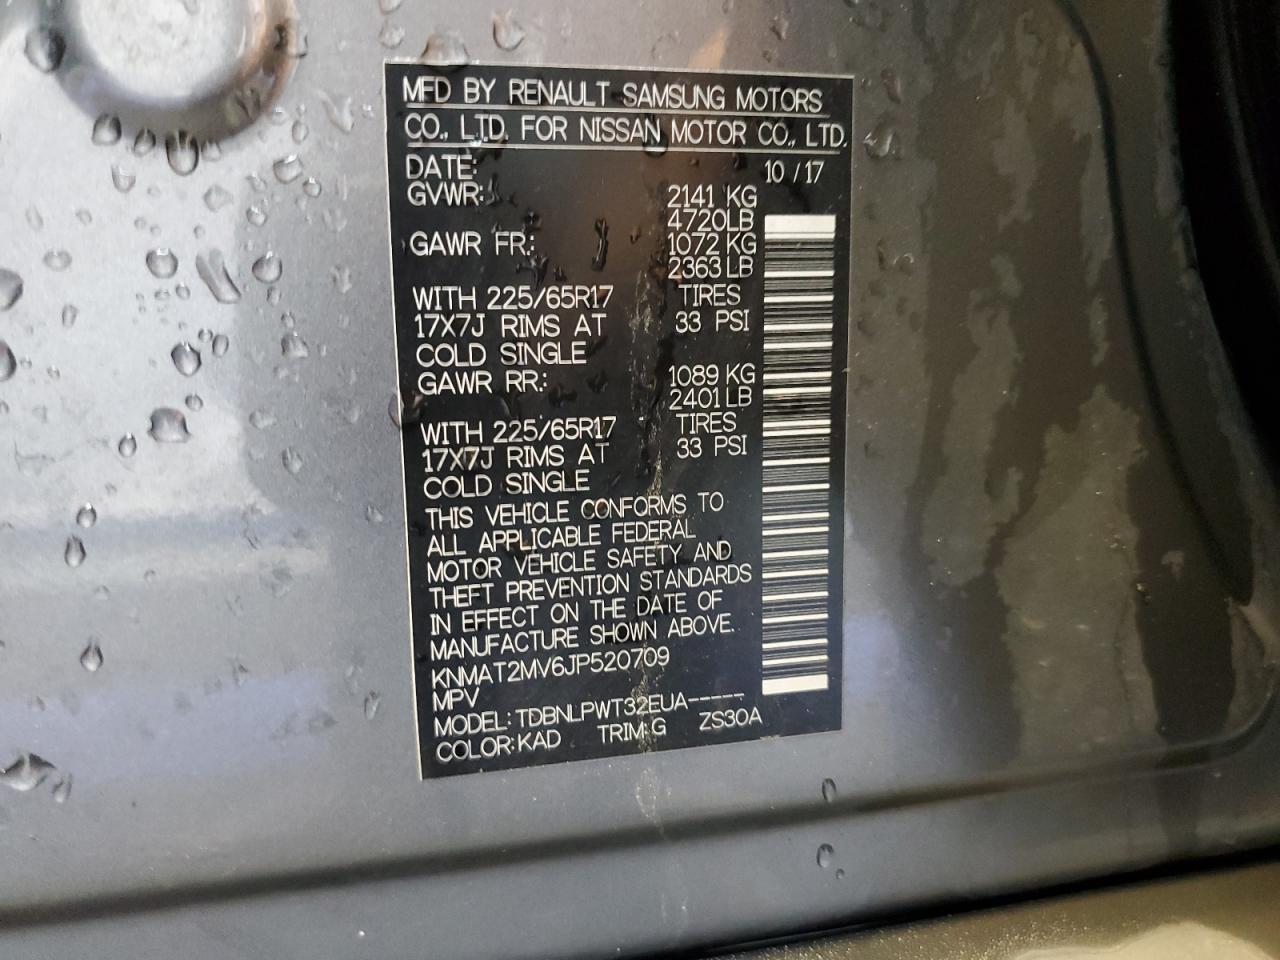 MFD BY RENAULT SAMSUNG MOTORS
CO., LTD. FOR NISSAN MOTOR CO., LTD.
DATE: 10 / 17
GVWR: 2141 KG
4720LB
GAWR FR: 1072 KG
2363 LB
WITH 225/65R17 TIRES
17X7J RIMS AT 33 PSI
COLD SINGLE
GAWR RR: 1089 KG
2401 LB
WITH 225/65R17 TIRES
17X7J RIMS AT 33 PSI
COLD SINGLE
THIS VEHICLE CONFORMS TO
ALL APPLICABLE FEDERAL
MOTOR VEHICLE SAFETY AND
THEFT PREVENTION STANDARDS
IN EFFECT ON THE DATE OF
MANUFACTURE SHOWN ABOVE.
KNMAT2MV6JP520709
MPV
MODEL: TDBNLPWT32EUA-----
COLOR: KAD TRIM: G ZS30A